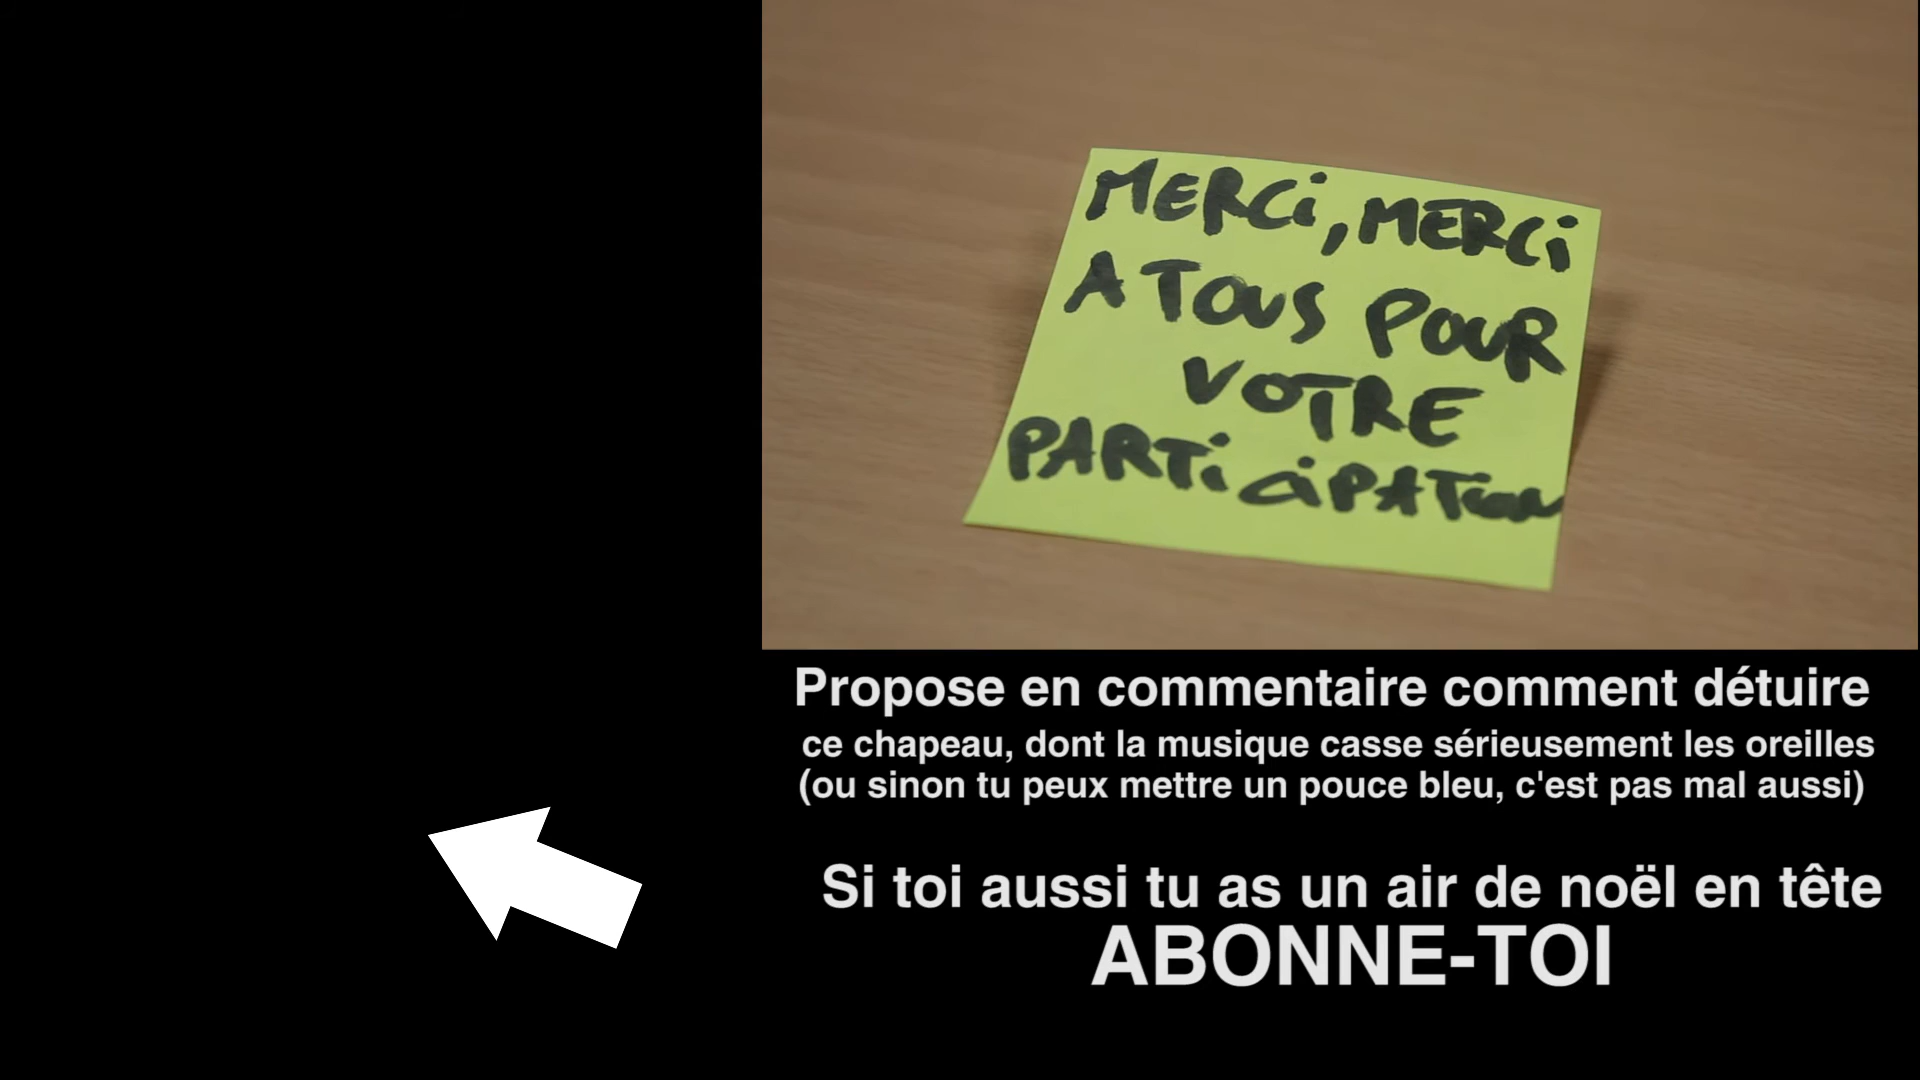 MERCi, MERCi
A TOUS POUR
VOTRE
PARTiCiPATION
Propose en commentaire comment détuire
ce chapeau, dont la musique casse sérieusement les oreilles
(ou sinon tu peux mettre un pouce bleu, c'est pas mal aussi)
Si toi aussi tu as un air de noël en tête
ABONNE-TOI